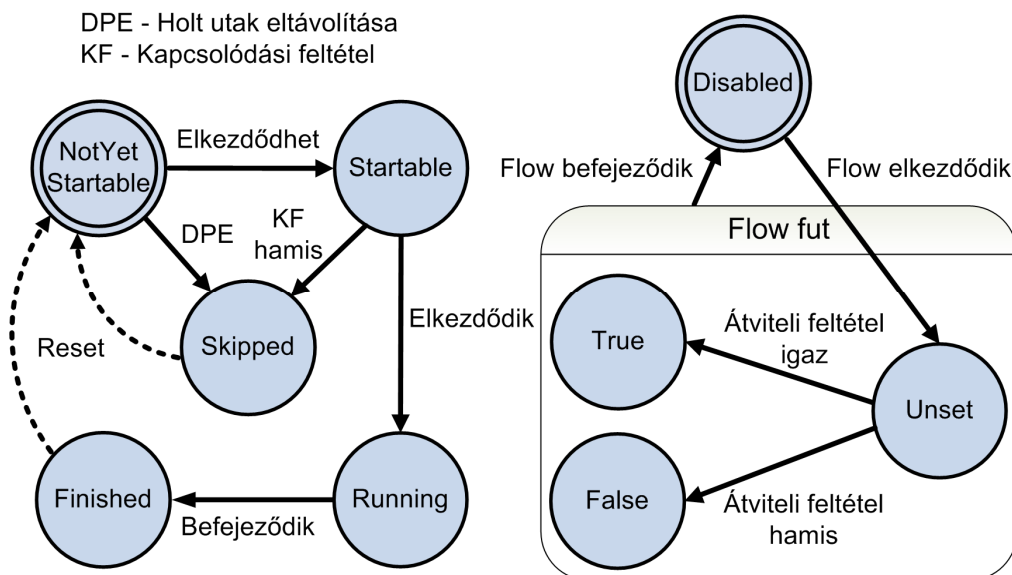 DPE - Holt utak eltávolítása
KF - Kapcsolódási feltétel
NotYet
Startable
Elkezdődhet
Startable
DPE
KF
hamis
Skipped
Elkezdődik
Reset
Finished
Befejeződik
Running
Disabled
Flow befejeződik
Flow elkezdődik
Flow fut
True
Átviteli feltétel
igaz
Unset
False
Átviteli feltétel
hamis